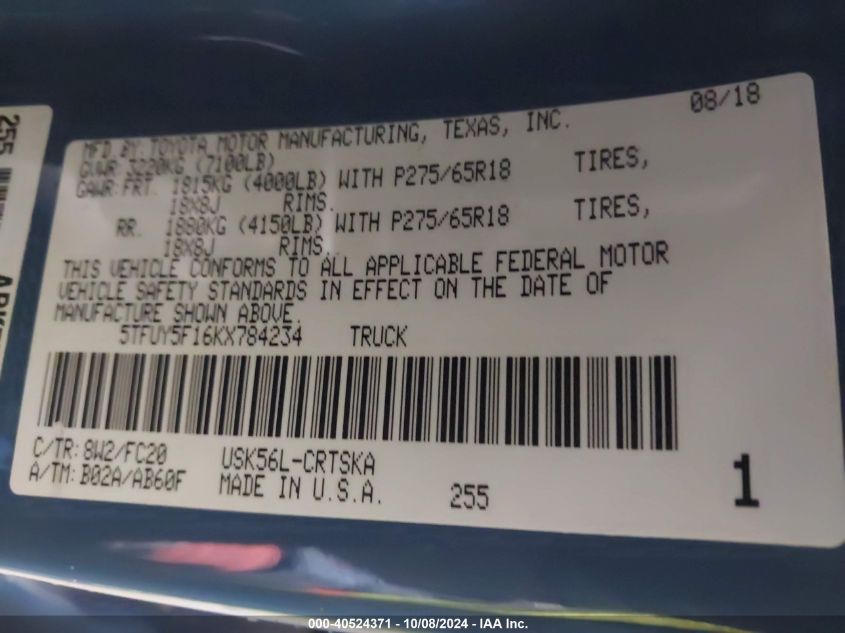 08/18
MFD BY: TOYOTA MOTOR MANUFACTURING, TEXAS, INC.
GVWR: 3220KG (7100LB)
GAWR: FRT. 1815KG (4000LB) WITH P275/65R18 TIRES,
18X8J RIMS.
RR. 1880KG (4150LB) WITH P275/65R18 TIRES,
18X8J RIMS.
THIS VEHICLE CONFORMS TO ALL APPLICABLE FEDERAL MOTOR
VEHICLE SAFETY STANDARDS IN EFFECT ON THE DATE OF
MANUFACTURE SHOWN ABOVE.
5TFUY5F16KX784234 TRUCK
C/TR: 8W2/FC20 USK56L-CRTSKA
A/TM: B02A/AB60F MADE IN U.S.A. 255
1
255
000-40524371 - 10/08/2024 - IAA Inc.